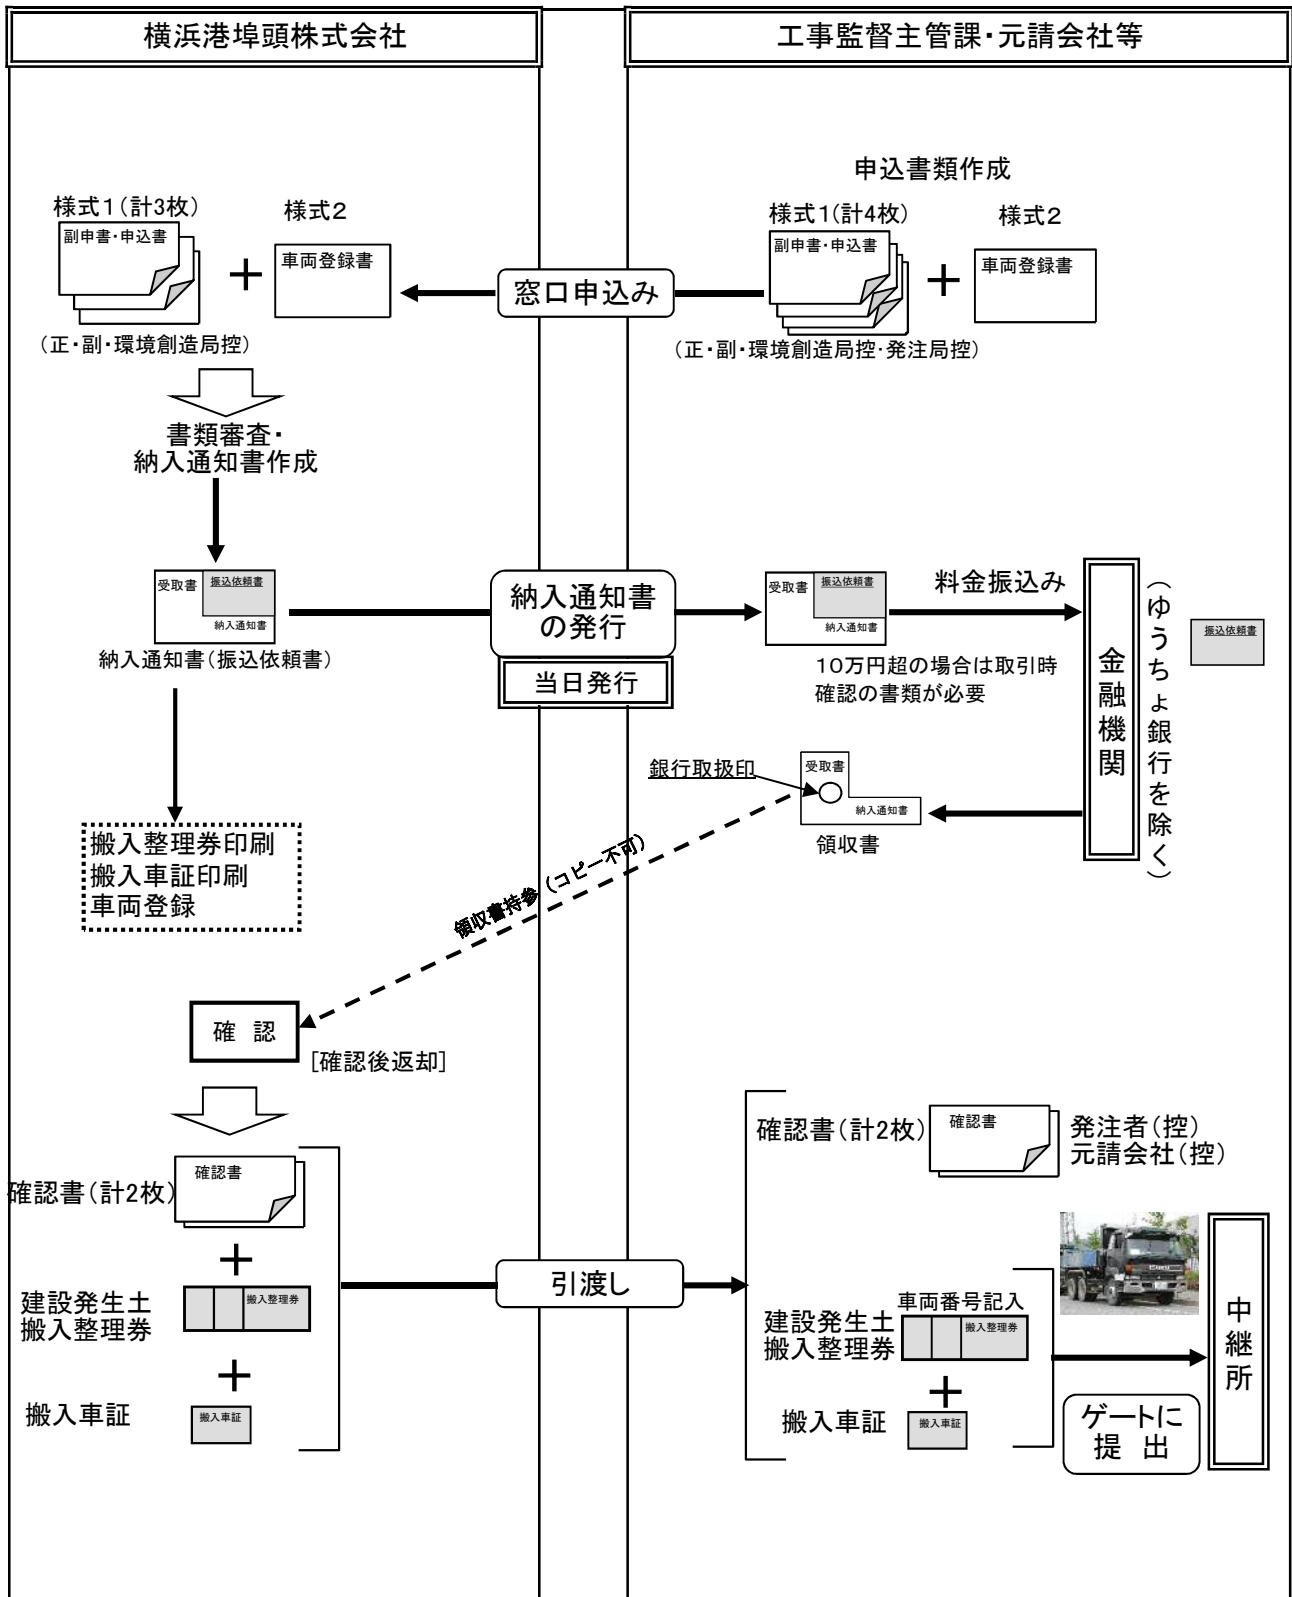 横浜港埠頭株式会社
工事監督主管課・元請会社等
申込書類作成
様式1(計3枚)
様式2
様式1(計4枚)
様式2
副申書・申込書
車両登録書
副申書・申込書
車両登録書
窓口申込み
(正・副・環境創造局控)
(正・副・環境創造局控・発注局控)
書類審査・
納入通知書作成
受取書
振込依頼書
納入通知書
納入通知書(振込依頼書)
納入通知書
の発行
当日発行
受取書
振込依頼書
納入通知書
料金振込み
10万円超の場合は取引時
確認の書類が必要
金融機関
(ゆうちょ銀行を除く)
振込依頼書
銀行取扱印
受取書
納入通知書
領収書
搬入整理券印刷
搬入車証印刷
車両登録
領収書持参(コピー不可)
確 認
[確認後返却]
確認書(計2枚)
確認書
建設発生土
搬入整理券
搬入整理券
搬入車証
搬入車証
引渡し
確認書(計2枚)
確認書
発注者(控)
元請会社(控)
車両番号記入
建設発生土
搬入整理券
搬入整理券
搬入車証
搬入車証
ゲートに
提 出
中継所